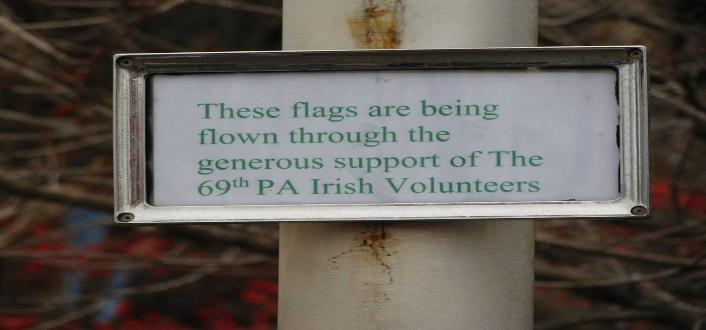 These flags are being
flown through the
generous support of The
69th PA Irish Volunteers